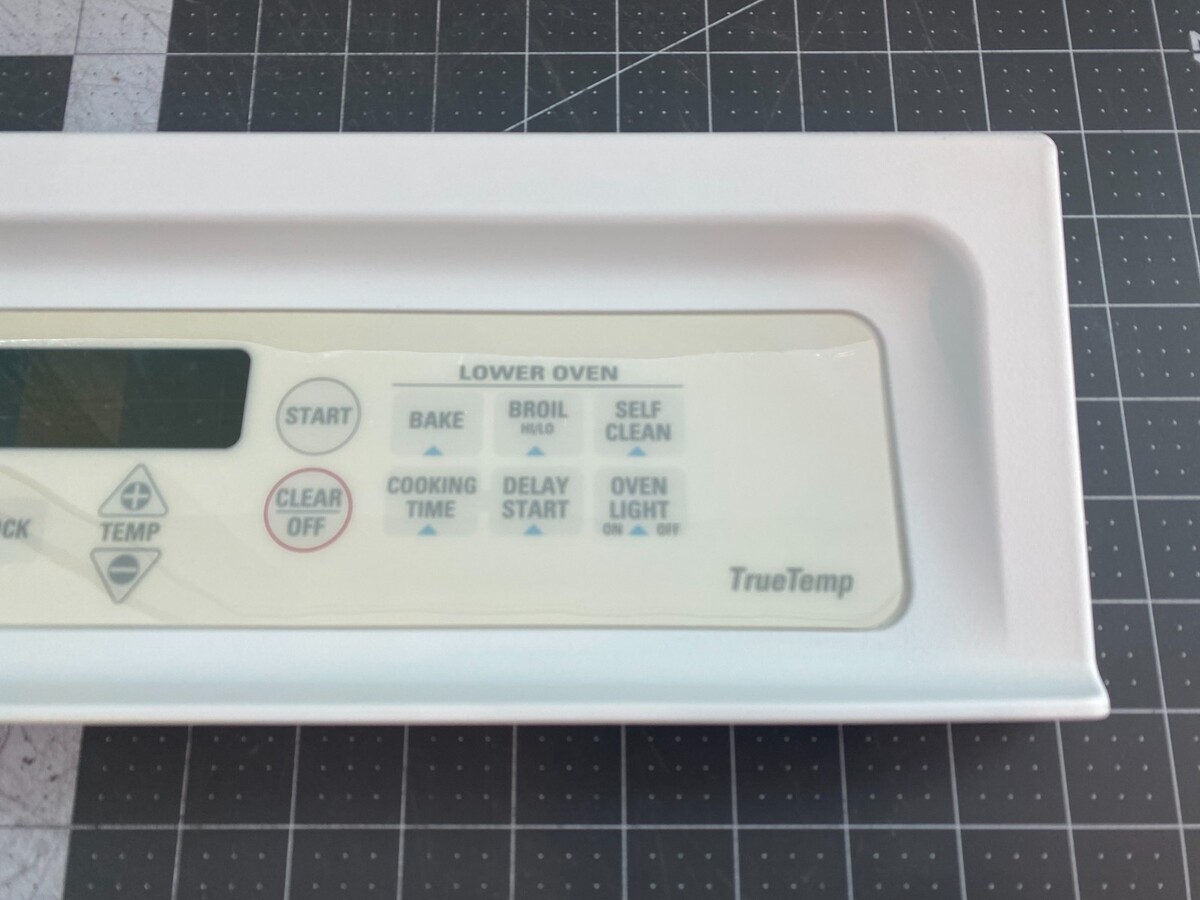 LOWER OVEN
START
BAKE
BROIL
HI/LO
SELF
CLEAN
CLEAR
OFF
COOKING
TIME
DELAY
START
OVEN
LIGHT
ON OFF
TEMP
TrueTemp